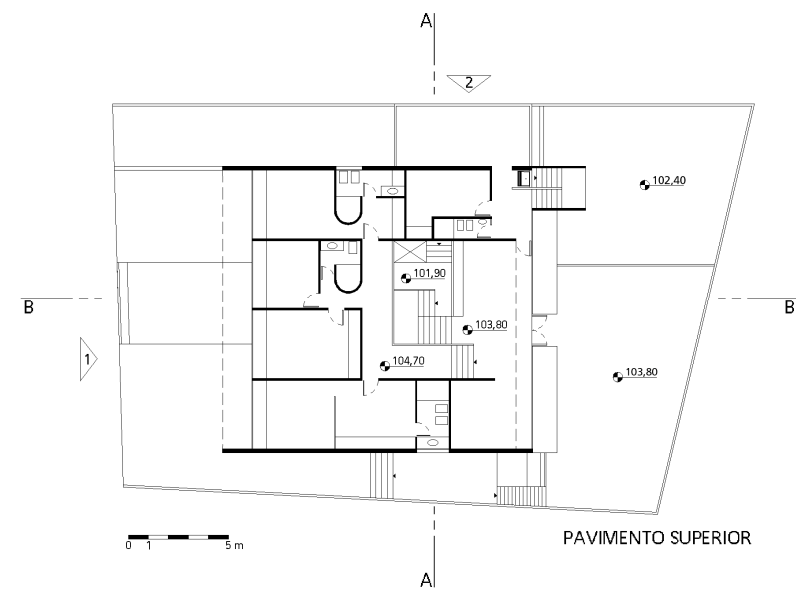 A
2
102,40
101,90
B
B
103,80
1
104,70
103,80
0 1 5 m
PAVIMENTO SUPERIOR
A